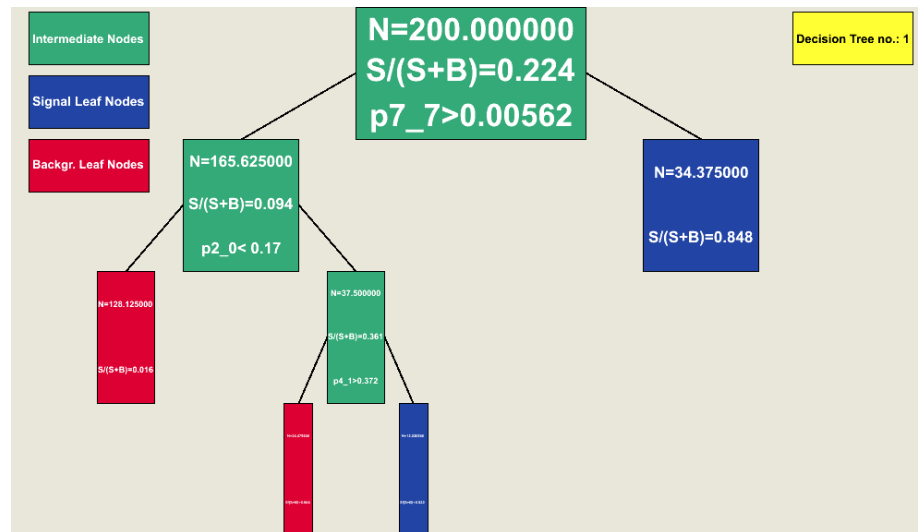 Intermediate Nodes
Signal Leaf Nodes
Backgr. Leaf Nodes
Decision Tree no.: 1
N=200.000000
S/(S+B)=0.224
p7_7>0.00562
N=165.625000
S/(S+B)=0.094
p2_0< 0.17
N=34.375000
S/(S+B)=0.848
N=128.125000
S/(S+B)=0.016
N=37.500000
S/(S+B)=0.361
p4_1>0.372